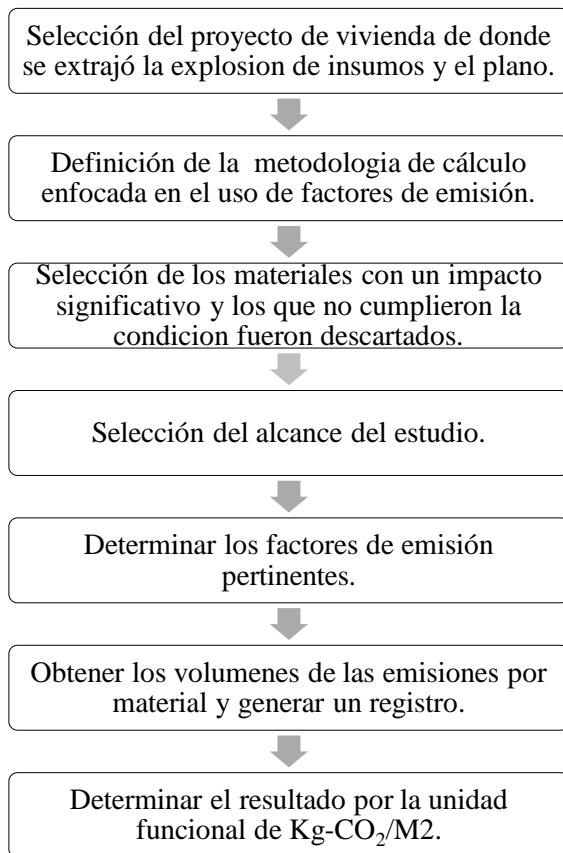 Selección del proyecto de vivienda de donde
se extrajó la explosion de insumos y el plano.
Definición de la metodologia de cálculo
enfocada en el uso de factores de emisión.
Selección de los materiales con un impacto
significativo y los que no cumplieron la
condicion fueron descartados.
Selección del alcance del estudio.
Determinar los factores de emisión
pertinentes.
Obtener los volumenes de las emisiones por
material y generar un registro.
Determinar el resultado por la unidad
funcional de Kg-CO₂/M2.